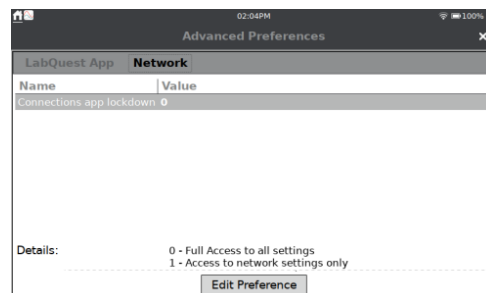 02:04PM 100%
Advanced Preferences
LabQuest App Network
Name Value
Connections app lockdown 0
Details: 0 - Full Access to all settings
1 - Access to network settings only
Edit Preference